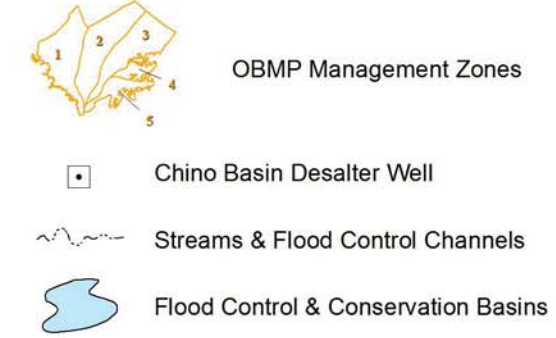 1
2
3
4
5
OBMP Management Zones
Chino Basin Desalter Well
Streams & Flood Control Channels
Flood Control & Conservation Basins